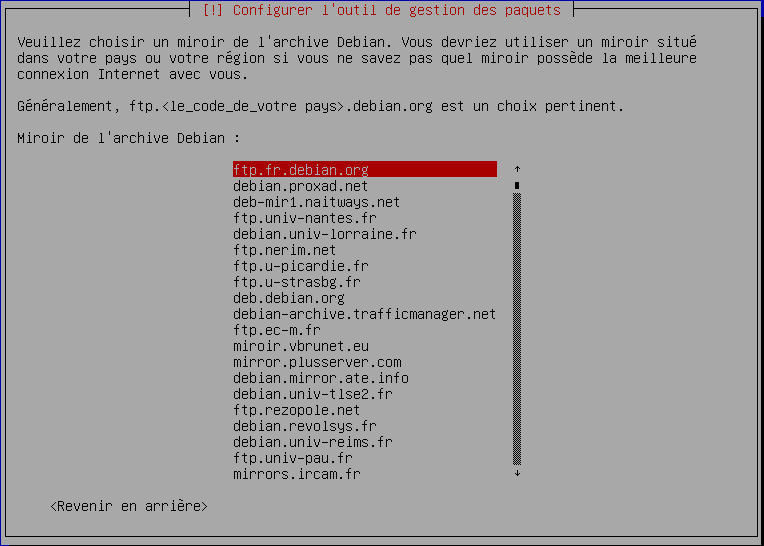 [!] Configurer l'outil de gestion des paquets
Veuillez choisir un miroir de l'archive Debian. Vous devriez utiliser un miroir situé
dans votre pays ou votre région si vous ne savez pas quel miroir possède la meilleure
connexion Internet avec vous.
Généralement, ftp.<le_code_de_votre pays>.debian.org est un choix pertinent.
Miroir de l'archive Debian :
ftp.fr.debian.org
debian.proxad.net
deb-mir1.naitways.net
ftp.univ-nantes.fr
debian.univ-lorraine.fr
ftp.nerim.net
ftp.u-picardie.fr
ftp.u-strasbg.fr
deb.debian.org
debian-archive.trafficmanager.net
ftp.ec-m.fr
miroir.vbrunet.eu
mirror.plusserver.com
debian.mirror.ate.info
debian.univ-tlse2.fr
ftp.rezopole.net
debian.revolsys.fr
debian.univ-reims.fr
ftp.univ-pau.fr
mirrors.ircam.fr
<Revenir en arrière>